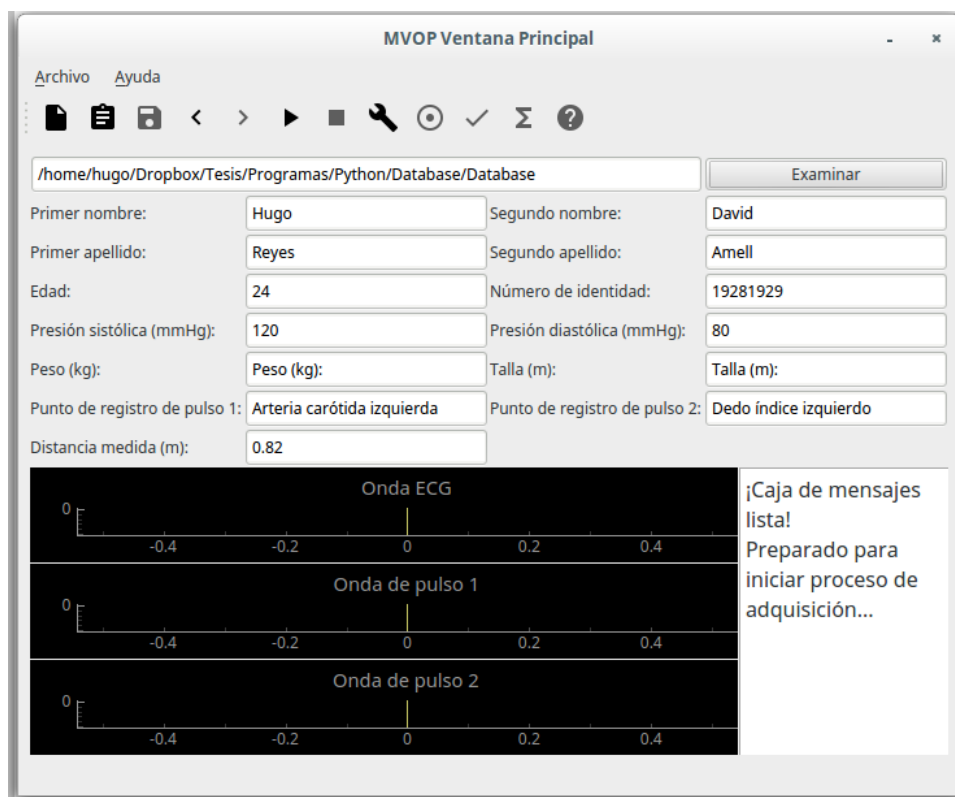 MVOP Ventana Principal
Archivo Ayuda
/home/hugo/Dropbox/Tesis/Programas/Python/Database/Database Examinar
Primer nombre: Hugo Segundo nombre: David
Primer apellido: Reyes Segundo apellido: Amell
Edad: 24 Número de identidad: 19281929
Presión sistólica (mmHg): 120 Presión diastólica (mmHg): 80
Peso (kg): Peso (kg): Talla (m): Talla (m):
Punto de registro de pulso 1: Arteria carótida izquierda Punto de registro de pulso 2: Dedo índice izquierdo
Distancia medida (m): 0.82
Onda ECG
0
-0.4 -0.2 0 0.2 0.4
Onda de pulso 1
0
-0.4 -0.2 0 0.2 0.4
Onda de pulso 2
0
-0.4 -0.2 0 0.2 0.4
¡Caja de mensajes
lista!
Preparado para
iniciar proceso de
adquisición...